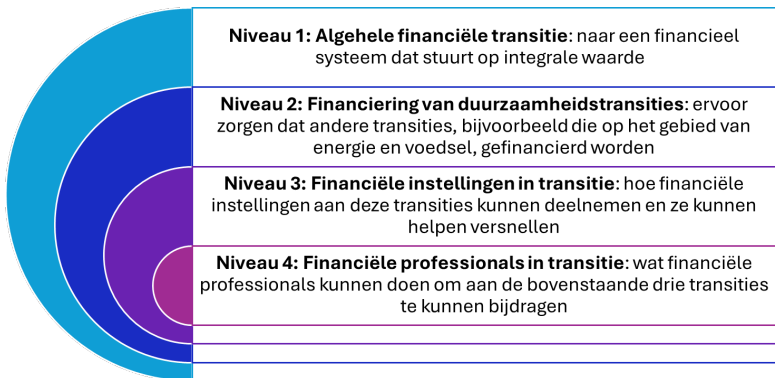 Niveau 1: Algehele financiële transitie: naar een financieel
systeem dat stuurt op integrale waarde
Niveau 2: Financiering van duurzaamheidstransities: ervoor
zorgen dat andere transities, bijvoorbeeld die op het gebied van
energie en voedsel, gefinancierd worden
Niveau 3: Financiële instellingen in transitie: hoe financiële
instellingen aan deze transities kunnen deelnemen en ze kunnen
helpen versnellen
Niveau 4: Financiële professionals in transitie: wat financiële
professionals kunnen doen om aan de bovenstaande drie transities
te kunnen bijdragen